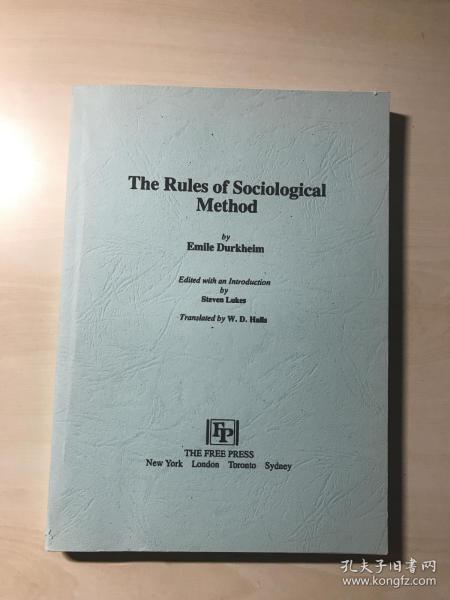 The Rules of Sociological
Method
by
Emile Durkheim
Edited with an Introduction
by
Steven Lukes
Translated by W. D. Halls
FP
THE FREE PRESS
New York London Toronto Sydney
孔夫子旧书网
www.kongfz.com